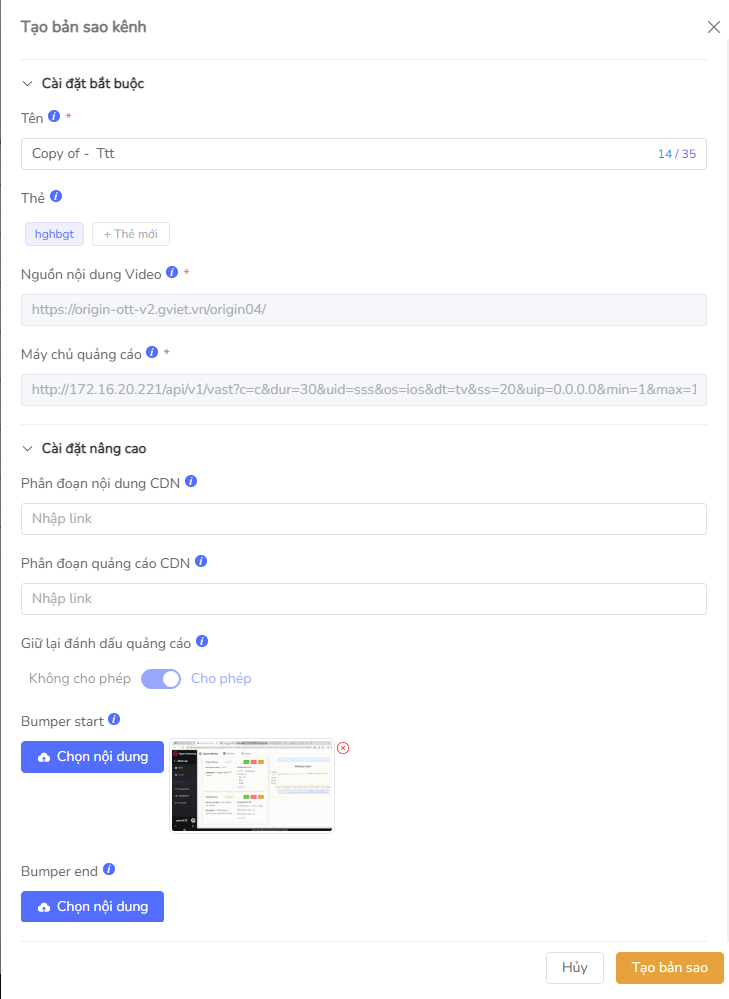 Tạo bản sao kênh
Cài đặt bắt buộc
Tên *
Copy of -  Ttt 14 / 35
Thẻ
hghbgt + Thẻ mới
Nguồn nội dung Video *
https://origin-ott-v2.gviet.vn/origin04/
Máy chủ quảng cáo *
http://172.16.20.221/api/v1/vast?c=c&dur=30&uid=sss&os=ios&dt=tv&ss=20&uip=0.0.0.0&min=1&max=1
Cài đặt nâng cao
Phân đoạn nội dung CDN
Nhập link
Phân đoạn quảng cáo CDN
Nhập link
Giữ lại đánh dấu quảng cáo
Không cho phép Cho phép
Bumper start
Chọn nội dung
Bumper end
Chọn nội dung
Hủy Tạo bản sao